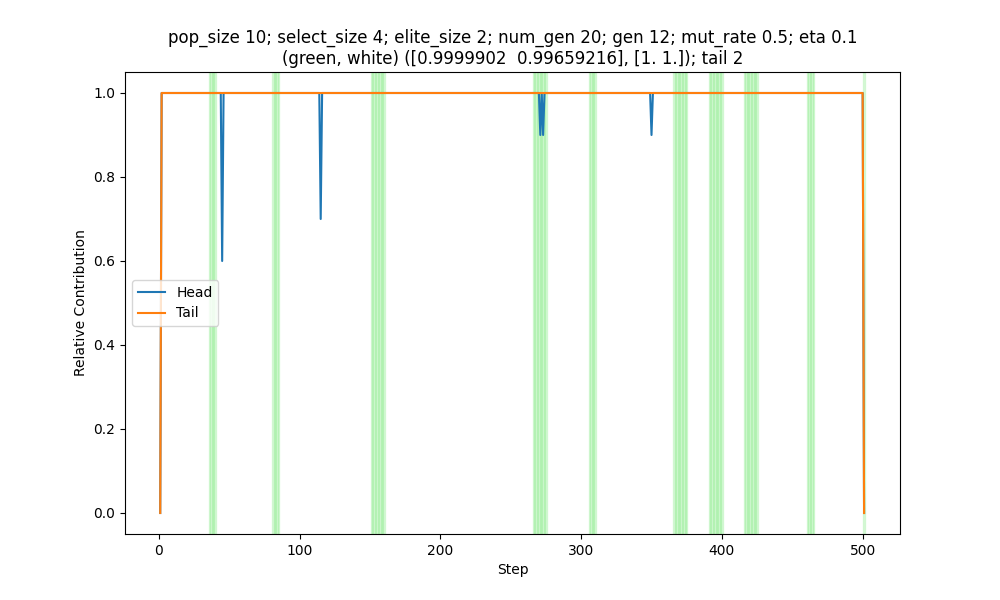 pop_size 10; select_size 4; elite_size 2; num_gen 20; gen 12; mut_rate 0.5; eta 0.1
(green, white) ([0.9999902  0.99659216], [1. 1.]); tail 2
1.0
0.8
0.6
0.4
0.2
0.0
Relative Contribution
Head
Tail
0
100
200
300
400
500
Step